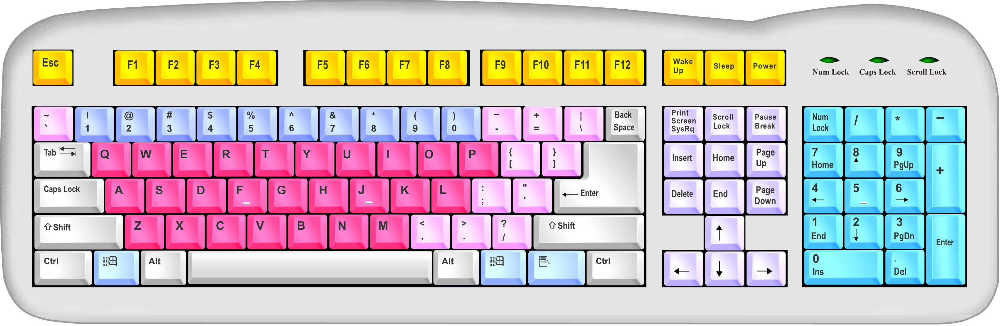 Esc F1 F2 F3 F4 F5 F6 F7 F8 F9 F10 F11 F12
Wake
Up
Sleep Power
Num Lock Caps Lock Scroll Lock
~ ! @ # $ % ^ & * ( ) _ + ¦
` 1 2 3 4 5 6 7 8 9 0 - = \
Back
Space
Tab Q W E R T Y U I O P
{ }
[ ]
Caps Lock A S D F G H J K L
: "
; '
Enter
Shift Z X C V B N M
< > ?
, . /
Shift
Ctrl Alt Alt Ctrl
Print
Screen
SysRq
Scroll
Lock
Pause
Break
Insert Home
Page
Up
Delete End
Page
Down
↑
← ↓ →
Num
Lock
/ * −
7 8 9
Home ↑ PgUp
+
4 5 6
← →
1 2 3
End ↓ PgDn
Enter
0 .
Ins Del